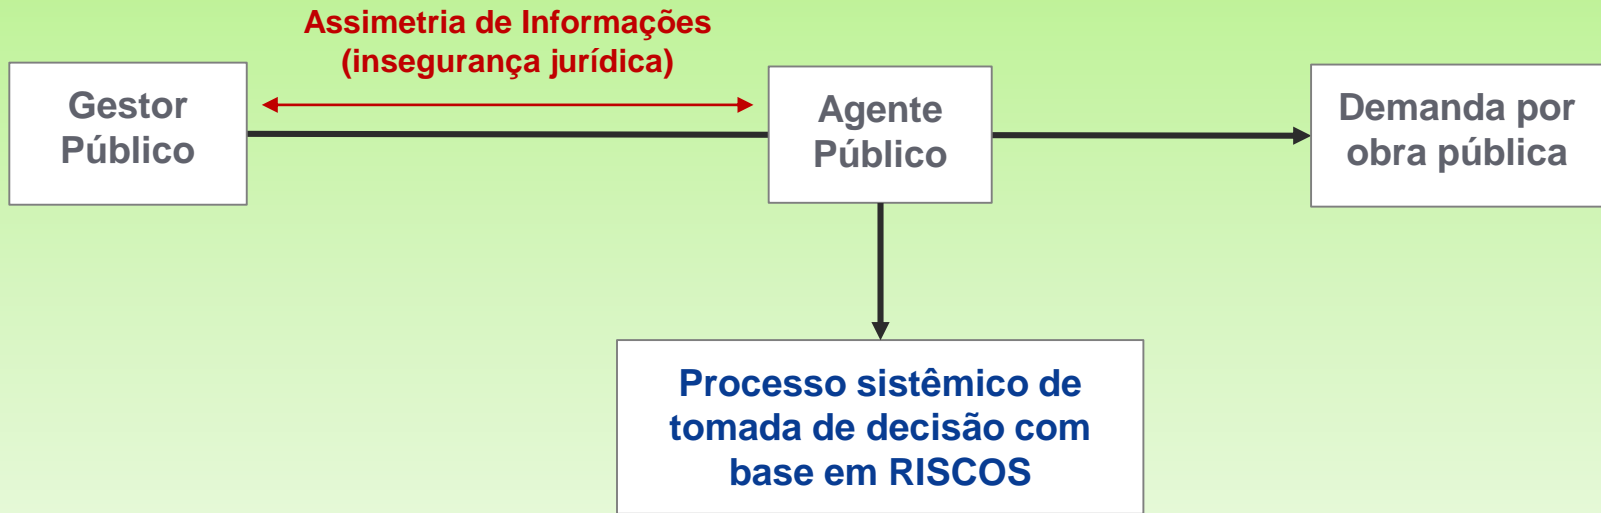 Assimetria de Informações
(insegurança jurídica)
Gestor
Público
Agente
Público
Demanda por
obra pública
Processo sistêmico de
tomada de decisão com
base em RISCOS